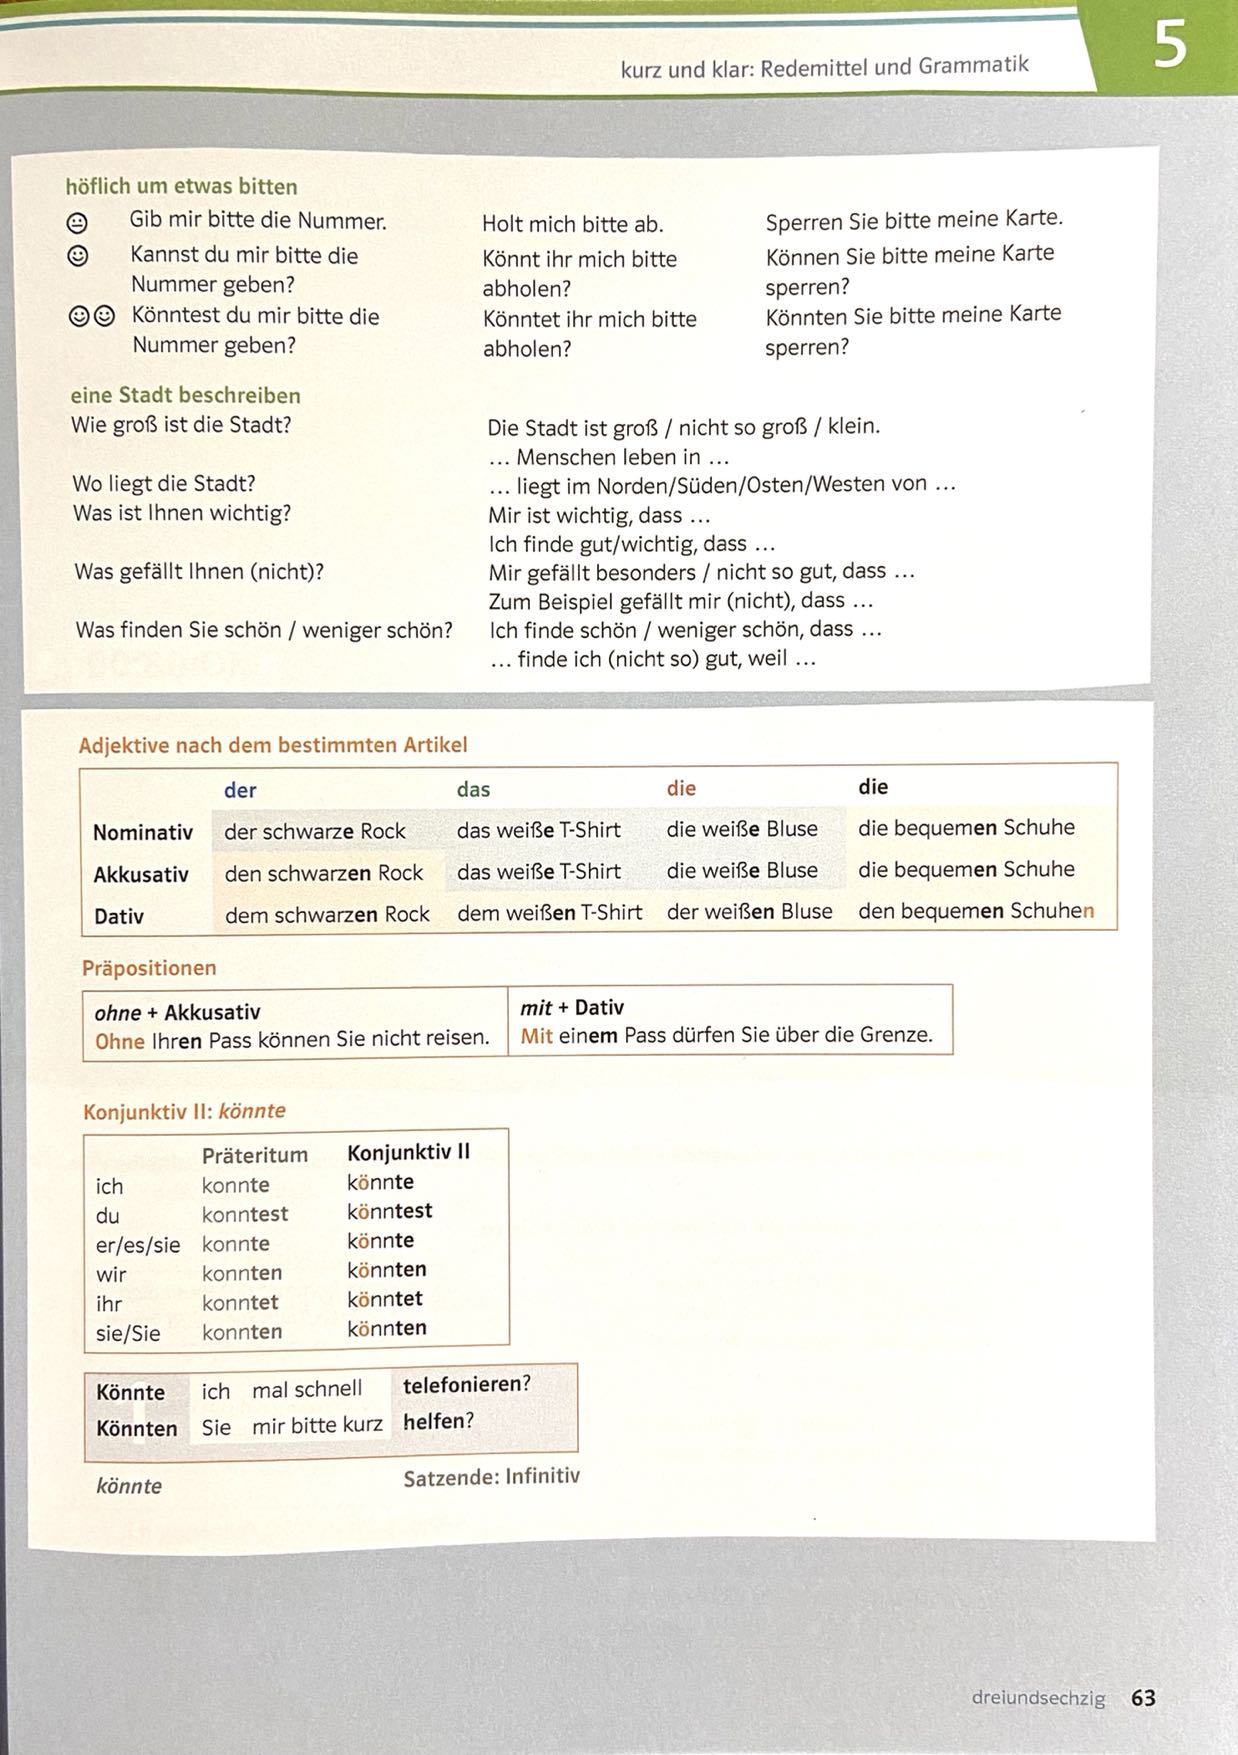 kurz und klar: Redemittel und Grammatik
5
höflich um etwas bitten
Gib mir bitte die Nummer. Holt mich bitte ab. Sperren Sie bitte meine Karte.
Kannst du mir bitte die Könnt ihr mich bitte Können Sie bitte meine Karte
Nummer geben? abholen? sperren?
Könntest du mir bitte die Könntet ihr mich bitte Könnten Sie bitte meine Karte
Nummer geben? abholen? sperren?
eine Stadt beschreiben
Wie groß ist die Stadt? Die Stadt ist groß / nicht so groß / klein.
... Menschen leben in ...
Wo liegt die Stadt? ... liegt im Norden/Süden/Osten/Westen von ...
Was ist Ihnen wichtig? Mir ist wichtig, dass ...
Ich finde gut/wichtig, dass ...
Was gefällt Ihnen (nicht)? Mir gefällt besonders / nicht so gut, dass ...
Zum Beispiel gefällt mir (nicht), dass ...
Was finden Sie schön / weniger schön? Ich finde schön / weniger schön, dass ...
... finde ich (nicht so) gut, weil ...
Adjektive nach dem bestimmten Artikel
der das die die
Nominativ der schwarze Rock das weiße T-Shirt die weiße Bluse die bequemen Schuhe
Akkusativ den schwarzen Rock das weiße T-Shirt die weiße Bluse die bequemen Schuhe
Dativ dem schwarzen Rock dem weißen T-Shirt der weißen Bluse den bequemen Schuhen
Präpositionen
ohne + Akkusativ mit + Dativ
Ohne Ihren Pass können Sie nicht reisen. Mit einem Pass dürfen Sie über die Grenze.
Konjunktiv II: könnte
Präteritum Konjunktiv II
ich konnte könnte
du konntest könntest
er/es/sie konnte könnte
wir konnten könnten
ihr konntet könntet
sie/Sie konnten könnten
Könnte ich mal schnell telefonieren?
Könnten Sie mir bitte kurz helfen?
könnte Satzende: Infinitiv
dreiundsechzig 63